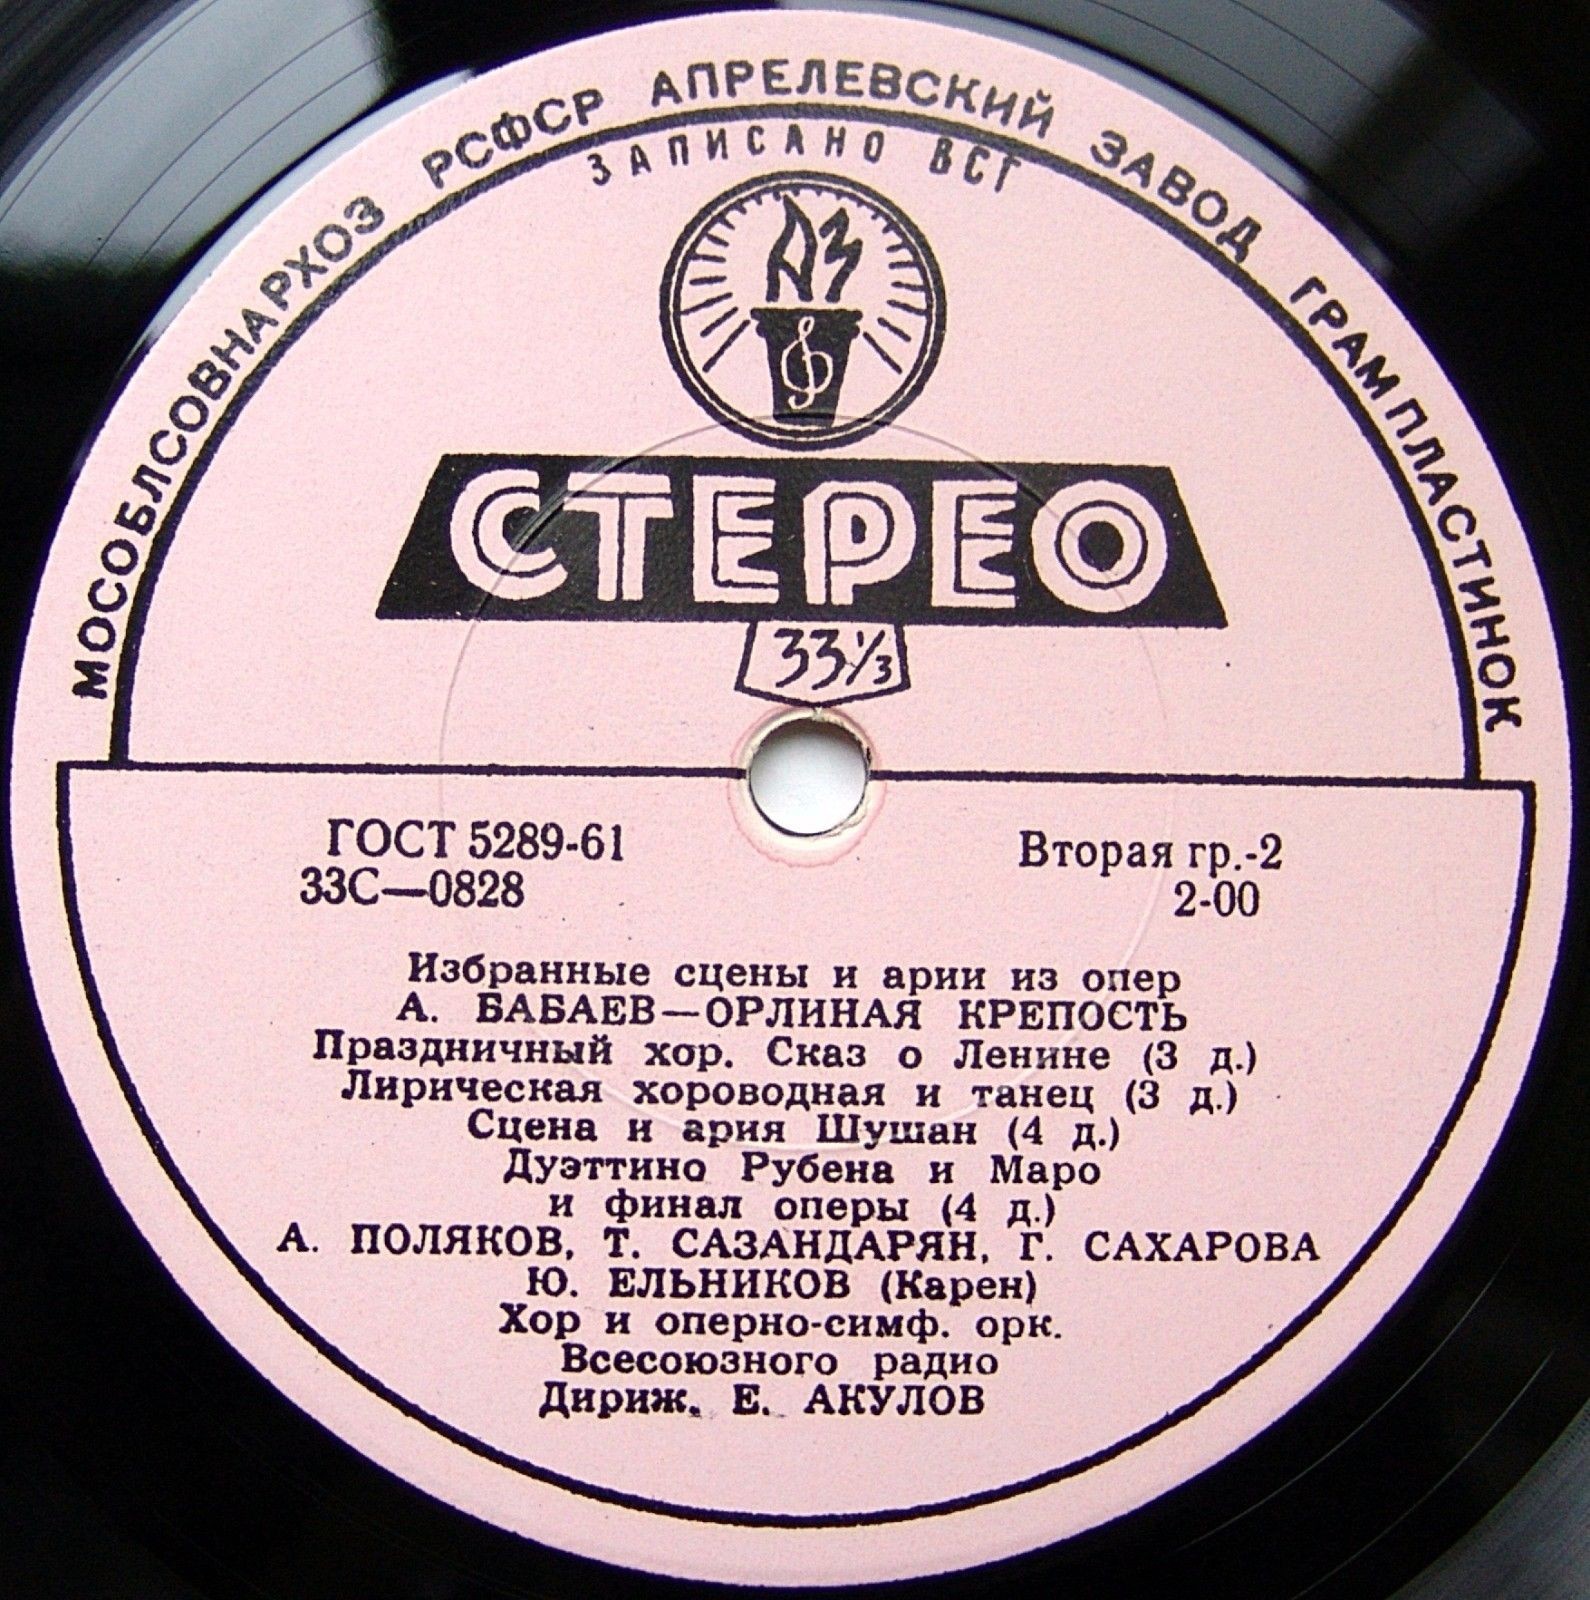 МОСОБЛСОВНАРХОЗ РСФСР АПРЕЛЕВСКИЙ ЗАВОД ГРАМПЛАСТИНОК
ЗАПИСАНО ВСГ
АЗ
СТЕРЕО
33⅓
ГОСТ 5289-61
33С—0828
Вторая гр.-2
2-00
Избранные сцены и арии из опер
А. БАБАЕВ—ОРЛИНАЯ КРЕПОСТЬ
Праздничный хор. Сказ о Ленине (3 д.)
Лирическая хороводная и танец (3 д.)
Сцена и ария Шушан (4 д.)
Дуэттино Рубена и Маро
и финал оперы (4 д.)
А. ПОЛЯКОВ, Т. САЗАНДАРЯН, Г. САХАРОВА
Ю. ЕЛЬНИКОВ (Карен)
Хор и оперно-симф. орк.
Всесоюзного радио
Дириж. Е. АКУЛОВ